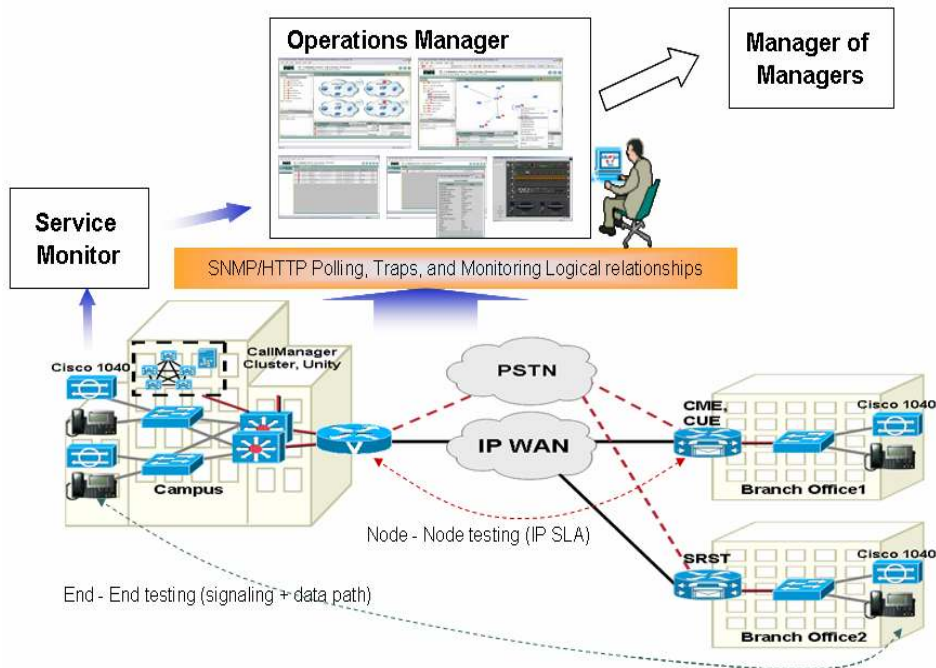 Operations Manager
Manager of
Managers
Service
Monitor
SNMP/HTTP Polling, Traps, and Monitoring Logical relationships
Cisco 1040
CallManager
Cluster, Unity
PSTN
CME,
CUE
Cisco 1040
IP WAN
V
Campus
Branch Office1
Node - Node testing (IP SLA)
SRST
Cisco 1040
End - End testing (signaling + data path)
Branch Office2